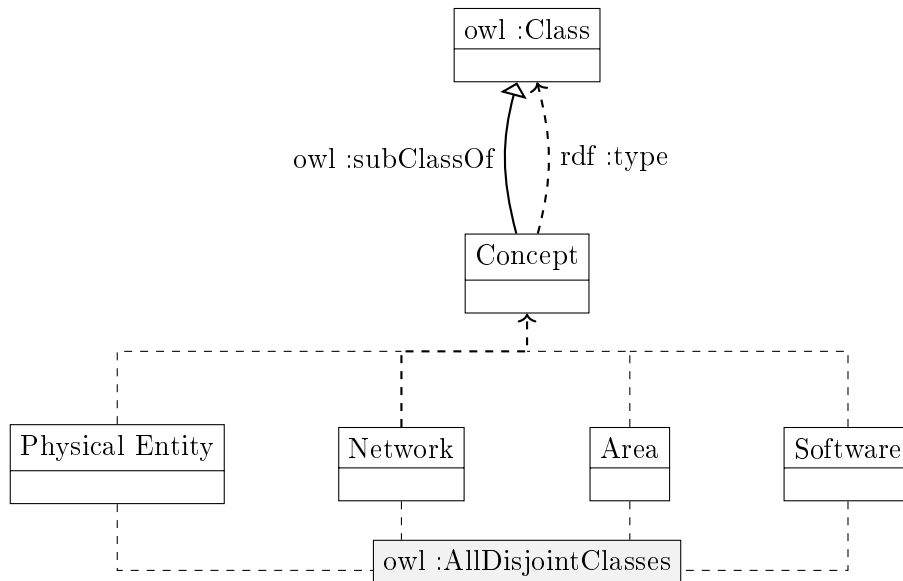 owl :Class
owl :subClassOf
rdf :type
Concept
Physical Entity
Network
Area
Software
owl :AllDisjointClasses